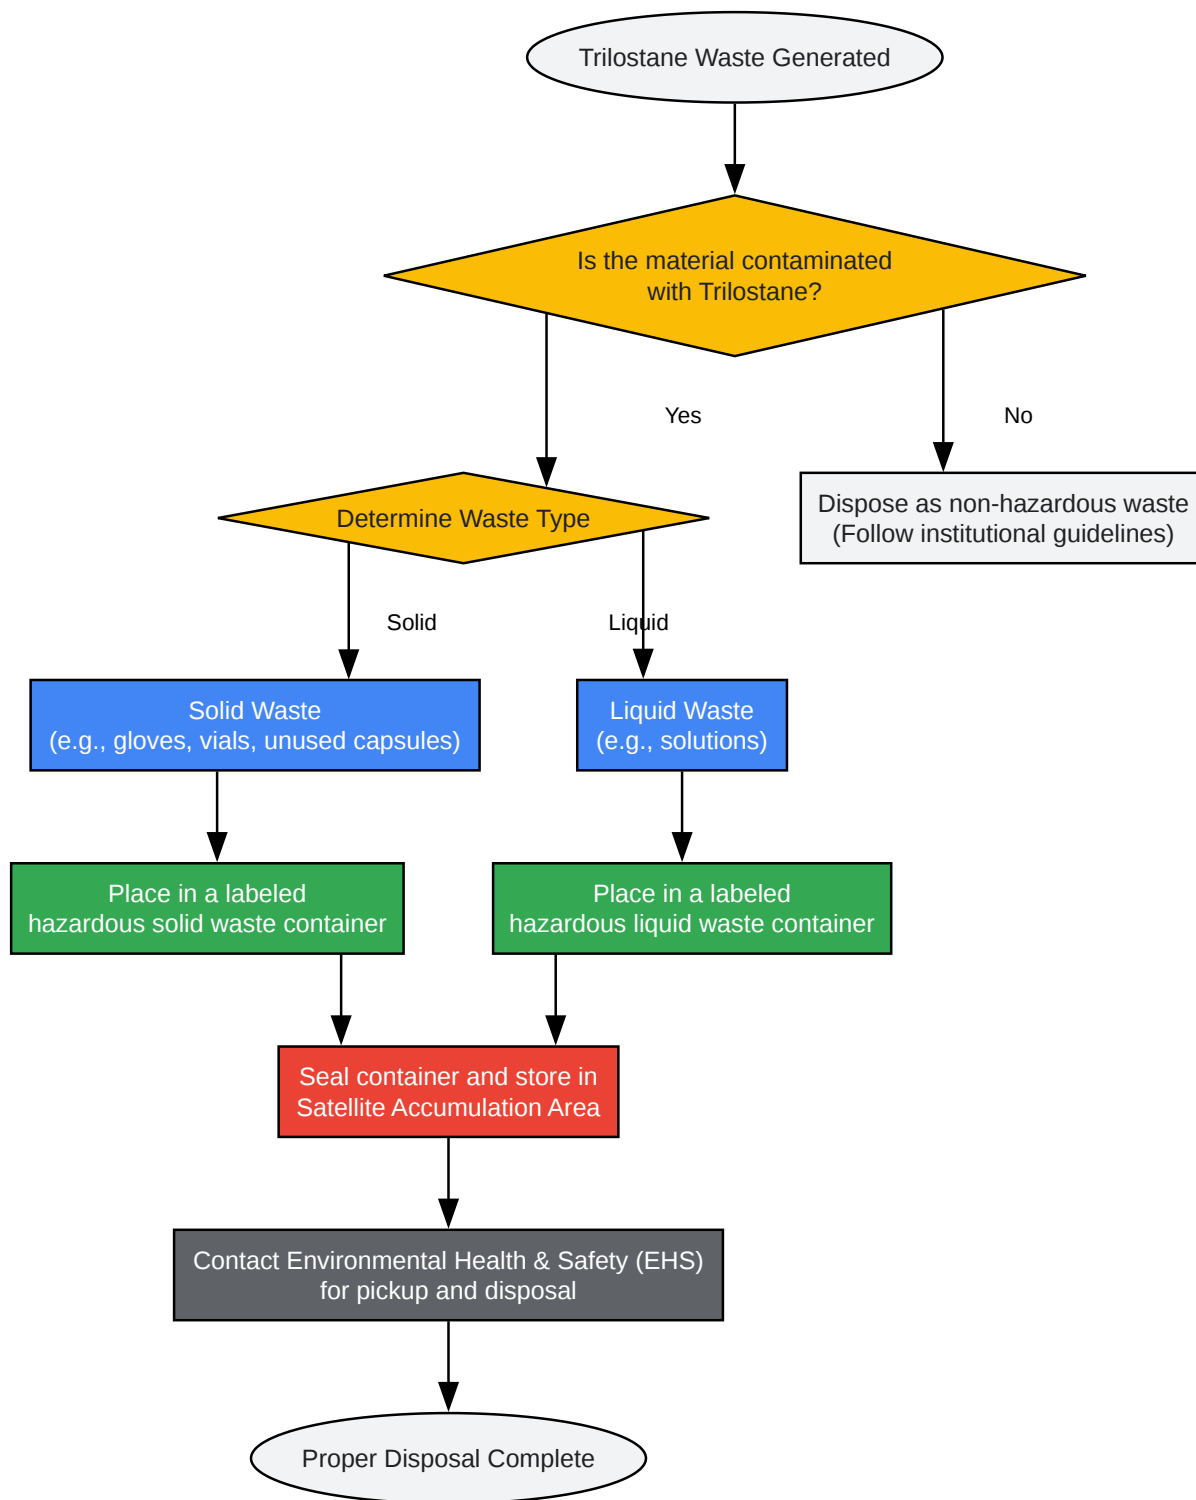 Trilostane Waste Generated
Is the material contaminated
with Trilostane?
Yes
No
Determine Waste Type
Dispose as non-hazardous waste
(Follow institutional guidelines)
Solid
Liquid
Solid Waste
(e.g., gloves, vials, unused capsules)
Liquid Waste
(e.g., solutions)
Place in a labeled
hazardous solid waste container
Place in a labeled
hazardous liquid waste container
Seal container and store in
Satellite Accumulation Area
Contact Environmental Health & Safety (EHS)
for pickup and disposal
Proper Disposal Complete